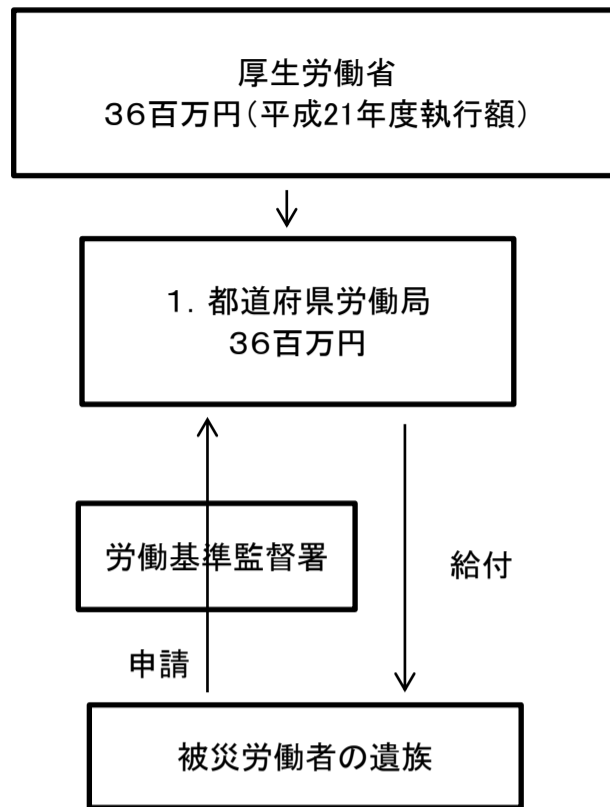 厚生労働省
36百万円(平成21年度執行額)
1. 都道府県労働局
36百万円
労働基準監督署
給付
申請
被災労働者の遺族